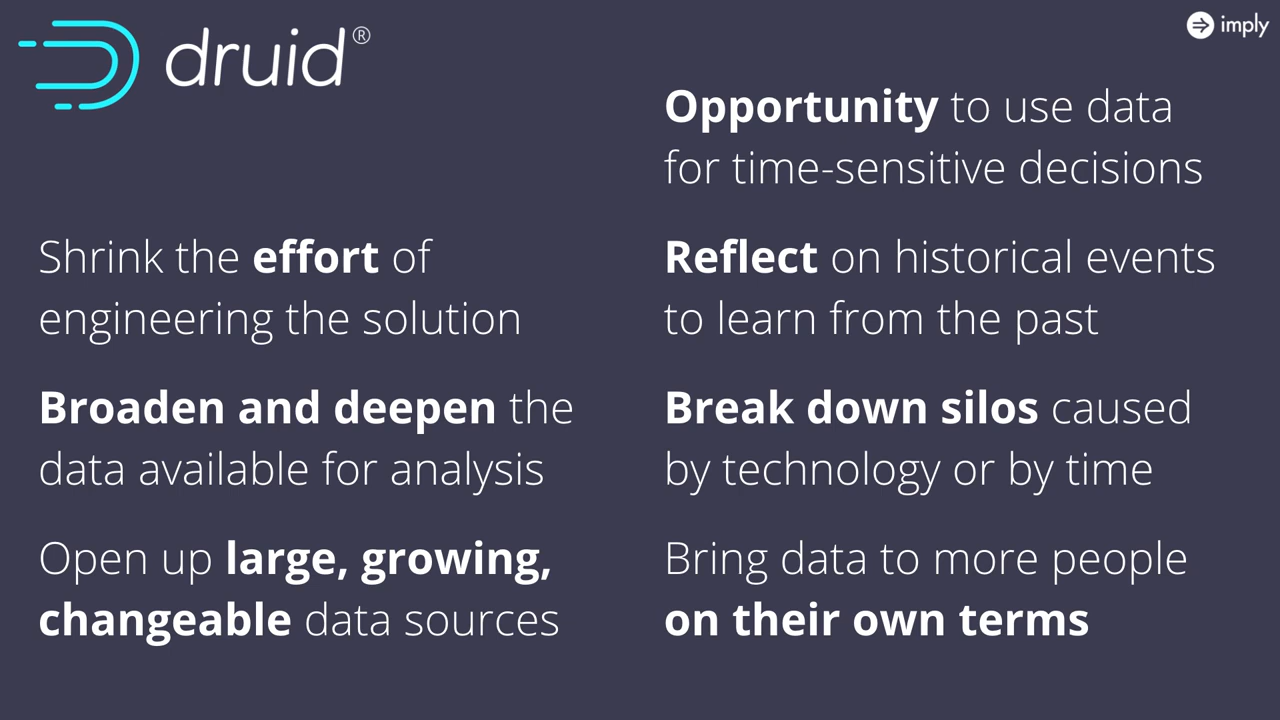 druid®
imply
Shrink the effort of
engineering the solution
Broaden and deepen the
data available for analysis
Open up large, growing,
changeable data sources
Opportunity to use data
for time-sensitive decisions
Reflect on historical events
to learn from the past
Break down silos caused
by technology or by time
Bring data to more people
on their own terms